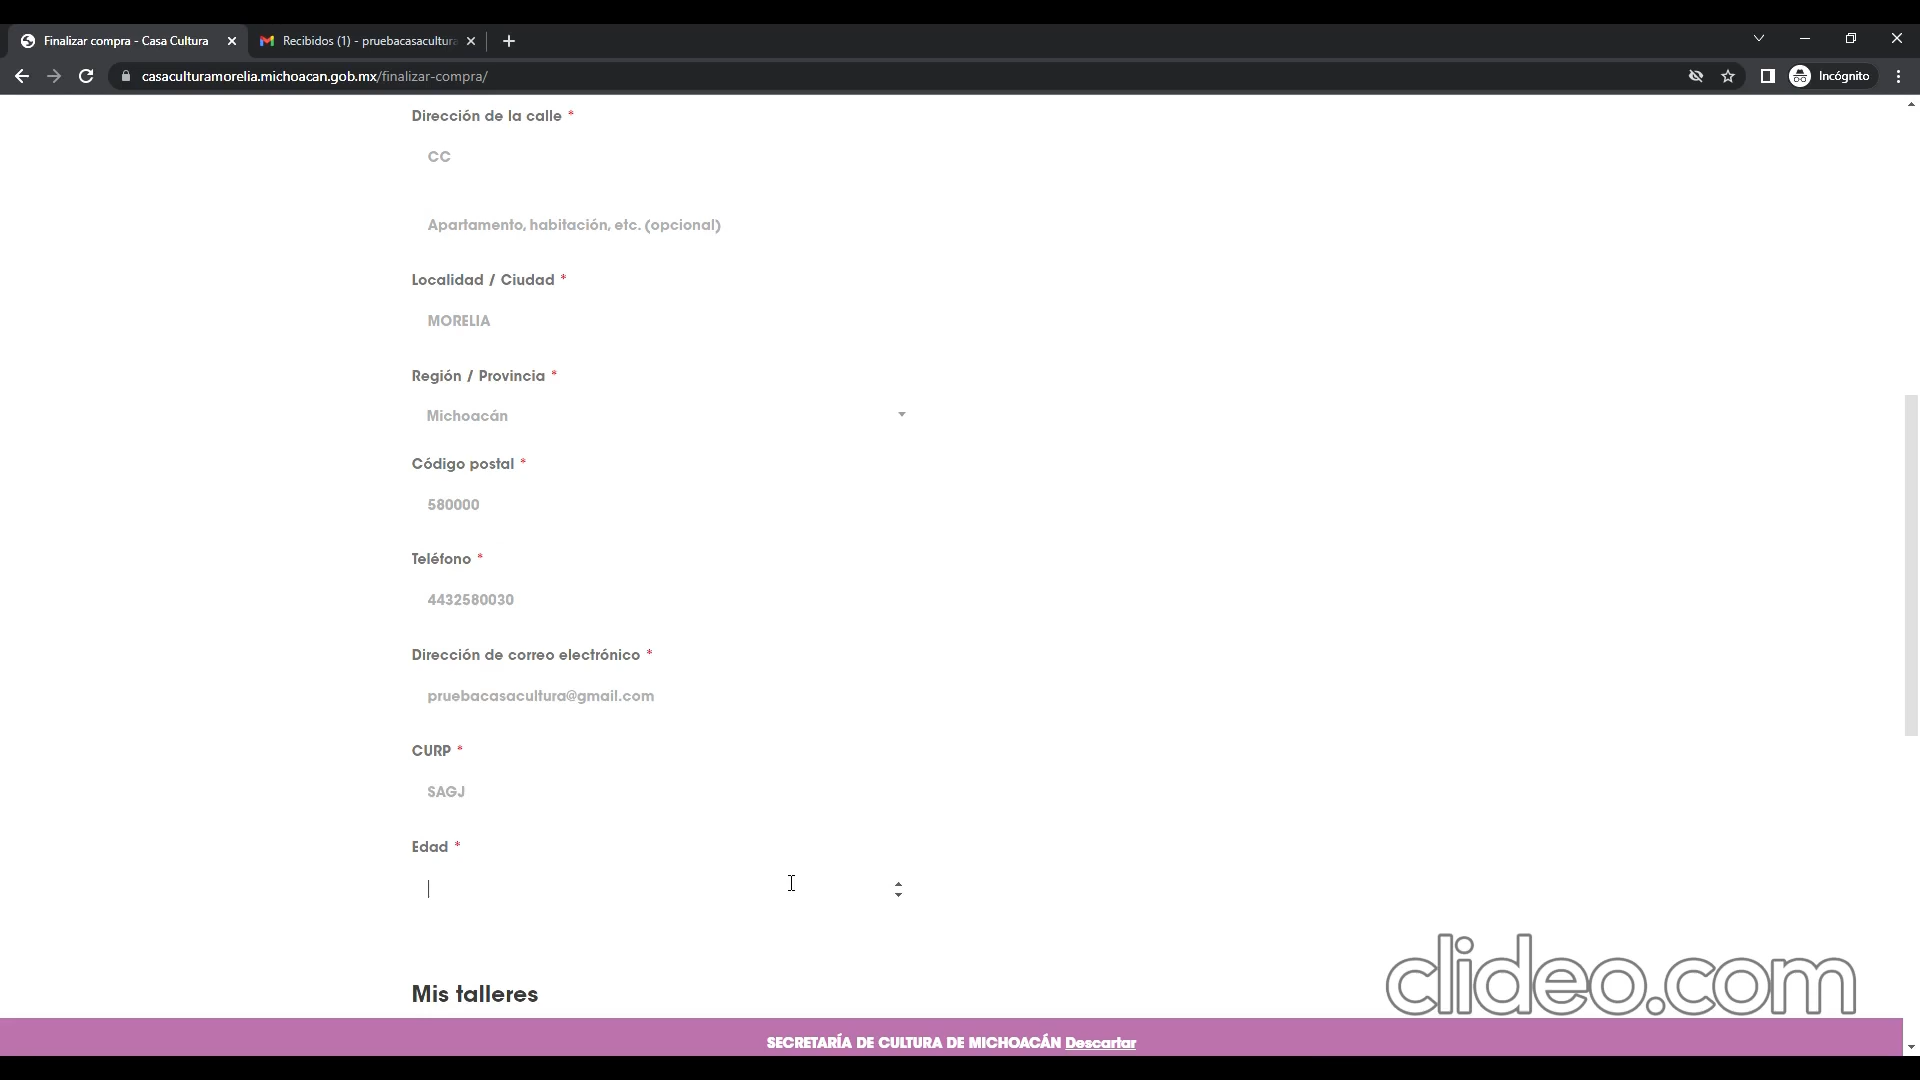 Finalizar compra - Casa Cultura
Recibidos (1) - pruebacasacultura
casaculturamorelia.michoacan.gob.mx/finalizar-compra/
Incógnito
Dirección de la calle *
CC
Apartamento, habitación, etc. (opcional)
Localidad / Ciudad *
MORELIA
Región / Provincia *
Michoacán
Código postal *
580000
Teléfono *
4432580030
Dirección de correo electrónico *
pruebacasacultura@gmail.com
CURP *
SAGJ
Edad *
Mis talleres
clideo.com
SECRETARÍA DE CULTURA DE MICHOACÁN Descartar